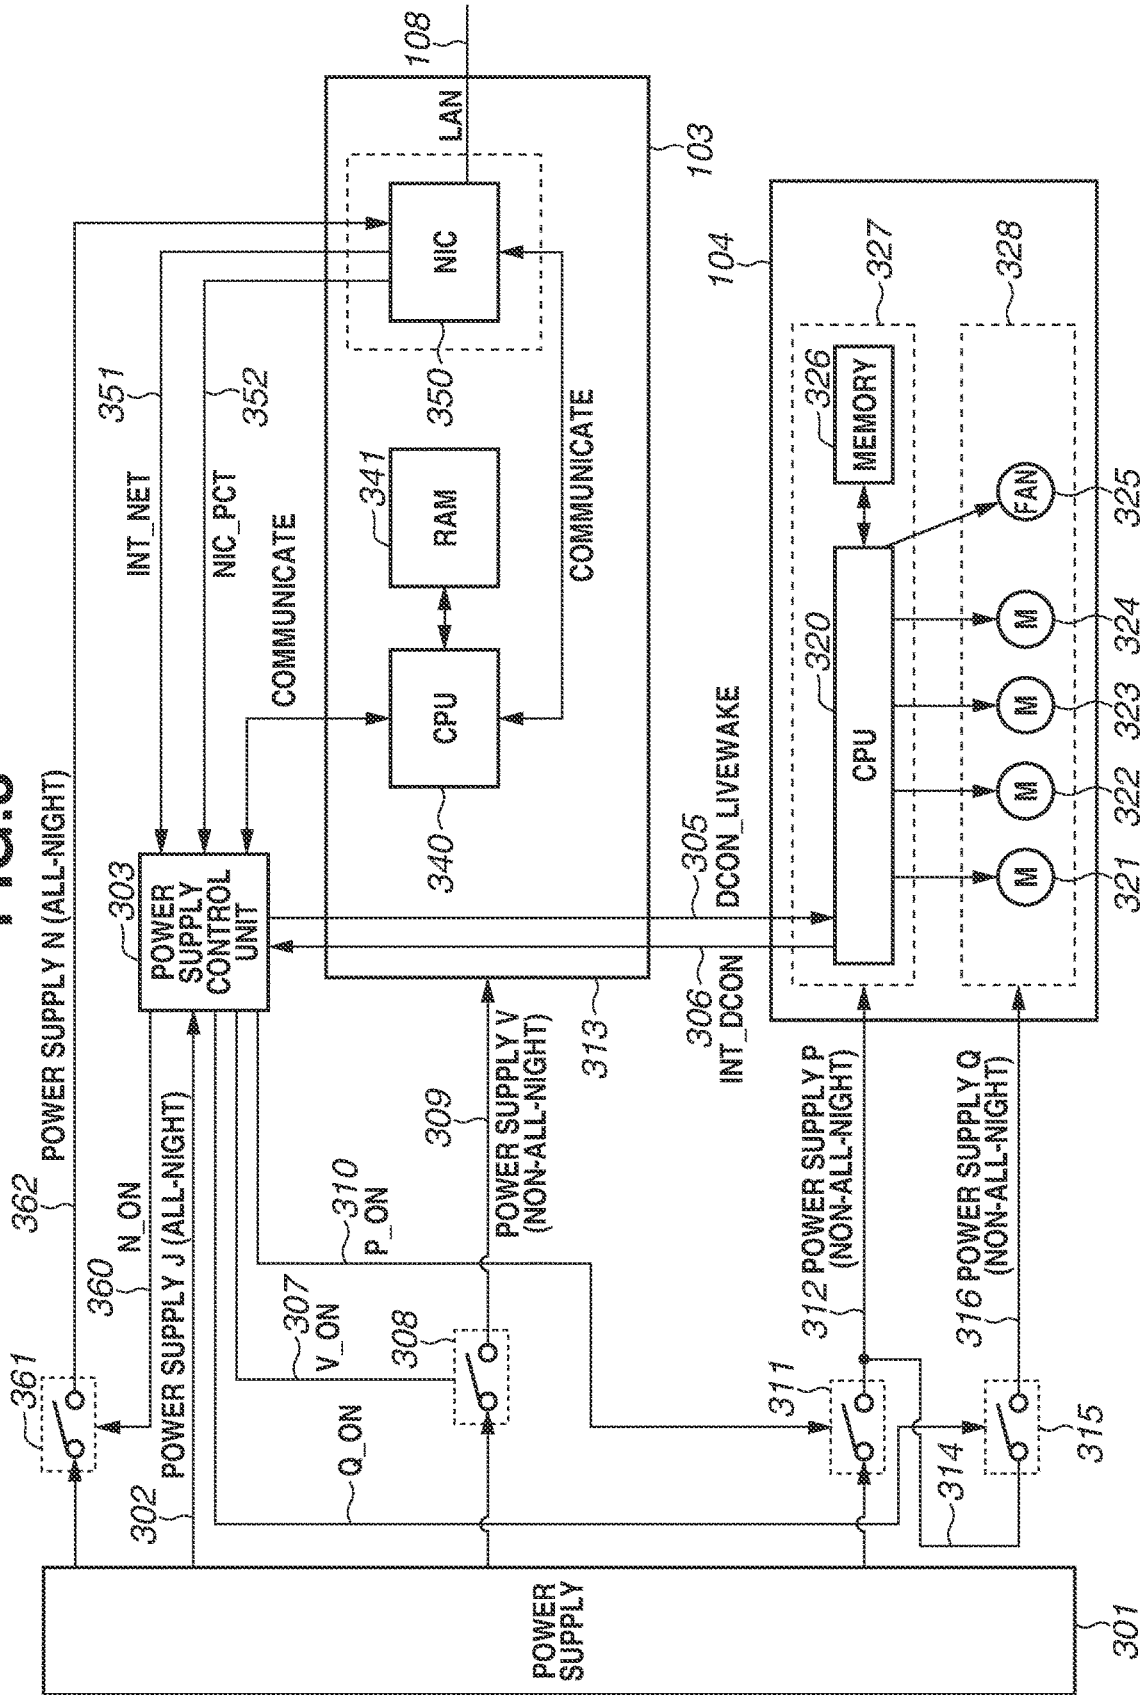 361
362
POWER SUPPLY N (ALL-NIGHT)
360
N_ON
303
POWER
SUPPLY
CONTROL
UNIT
INT_NET
351
302
POWER SUPPLY J (ALL-NIGHT)
NIC_PCT
352
COMMUNICATE
307
V_ON
Q_ON
310
P_ON
308
309
POWER SUPPLY V
(NON-ALL-NIGHT)
313
340
CPU
341
RAM
350
NIC
LAN
108
COMMUNICATE
103
POWER
SUPPLY
301
306
INT_DCON
305
DCON_LIVEWAKE
104
311
312
POWER SUPPLY P
(NON-ALL-NIGHT)
320
CPU
326
MEMORY
327
314
315
316
POWER SUPPLY Q
(NON-ALL-NIGHT)
328
M
M
M
M
FAN
321
322
323
324
325